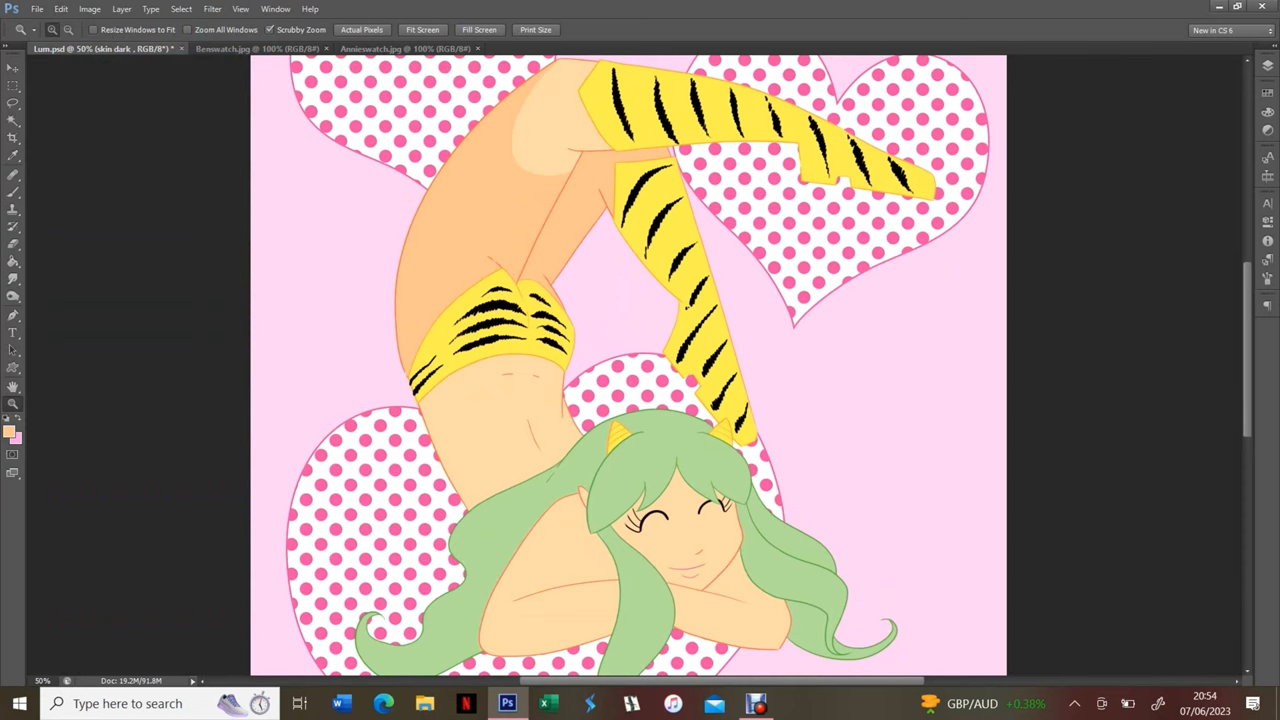 Ps File Edit Image Layer Type Select Filter View Window Help
Resize Windows to Fit Zoom All Windows Scrubby Zoom Actual Pixels Fit Screen Fill Screen Print Size New in CS 6
Lum.psd @ 50% (skin dark , RGB/8*) * × Benswatch.jpg @ 100% (RGB/8#) × Annieswatch.jpg @ 100% (RGB/8#) ×
50% Doc: 19.2M/91.8M
Type here to search GBP/AUD +0.38% 20:54
07/06/2023